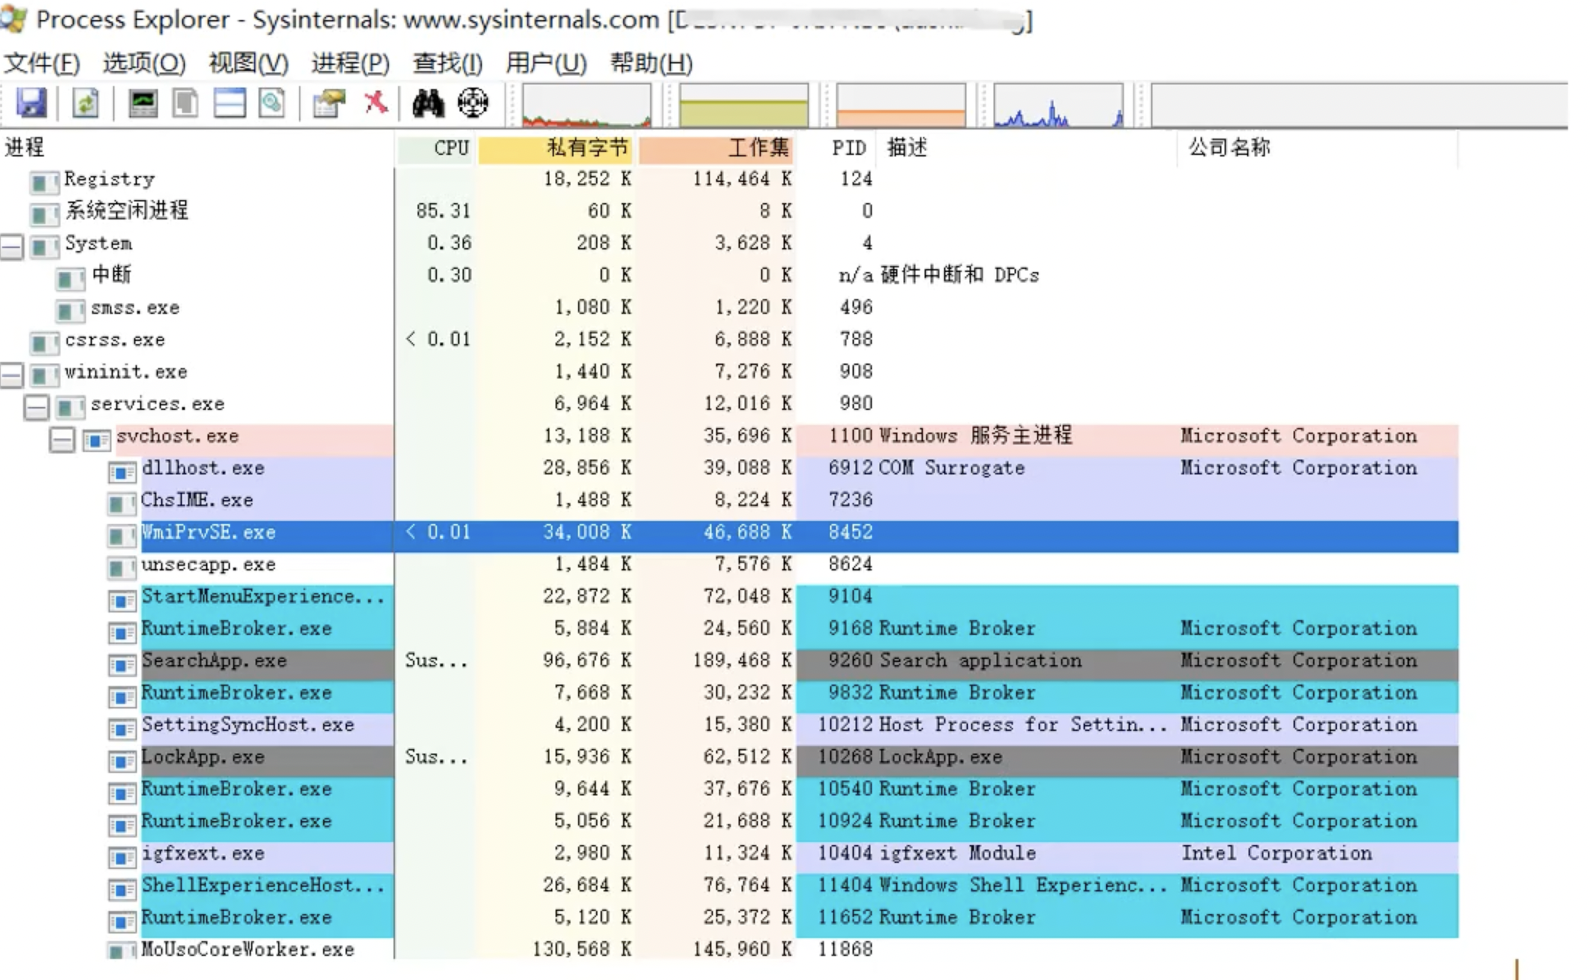 Process Explorer - Sysinternals: www.sysinternals.com [
文件(F) 选项(O) 视图(V) 进程(P) 查找(I) 用户(U) 帮助(H)
进程 CPU 私有字节 工作集 PID 描述 公司名称
Registry 18,252 K 114,464 K 124
系统空闲进程 85.31 60 K 8 K 0
System 0.36 208 K 3,628 K 4
中断 0.30 0 K 0 K n/a 硬件中断和 DPCs
smss.exe 1,080 K 1,220 K 496
csrss.exe < 0.01 2,152 K 6,888 K 788
wininit.exe 1,440 K 7,276 K 908
services.exe 6,964 K 12,016 K 980
svchost.exe 13,188 K 35,696 K 1100 Windows 服务主进程 Microsoft Corporation
dllhost.exe 28,856 K 39,088 K 6912 COM Surrogate Microsoft Corporation
ChsIME.exe 1,488 K 8,224 K 7236
WmiPrvSE.exe < 0.01 34,008 K 46,688 K 8452
unsecapp.exe 1,484 K 7,576 K 8624
StartMenuExperience... 22,872 K 72,048 K 9104
RuntimeBroker.exe 5,884 K 24,560 K 9168 Runtime Broker Microsoft Corporation
SearchApp.exe Sus... 96,676 K 189,468 K 9260 Search application Microsoft Corporation
RuntimeBroker.exe 7,668 K 30,232 K 9832 Runtime Broker Microsoft Corporation
SettingSyncHost.exe 4,200 K 15,380 K 10212 Host Process for Settin... Microsoft Corporation
LockApp.exe Sus... 15,936 K 62,512 K 10268 LockApp.exe Microsoft Corporation
RuntimeBroker.exe 9,644 K 37,676 K 10540 Runtime Broker Microsoft Corporation
RuntimeBroker.exe 5,056 K 21,688 K 10924 Runtime Broker Microsoft Corporation
igfxext.exe 2,980 K 11,324 K 10404 igfxext Module Intel Corporation
ShellExperienceHost... 26,684 K 76,764 K 11404 Windows Shell Experienc... Microsoft Corporation
RuntimeBroker.exe 5,120 K 25,372 K 11652 Runtime Broker Microsoft Corporation
MoUsoCoreWorker.exe 130,568 K 145,960 K 11868